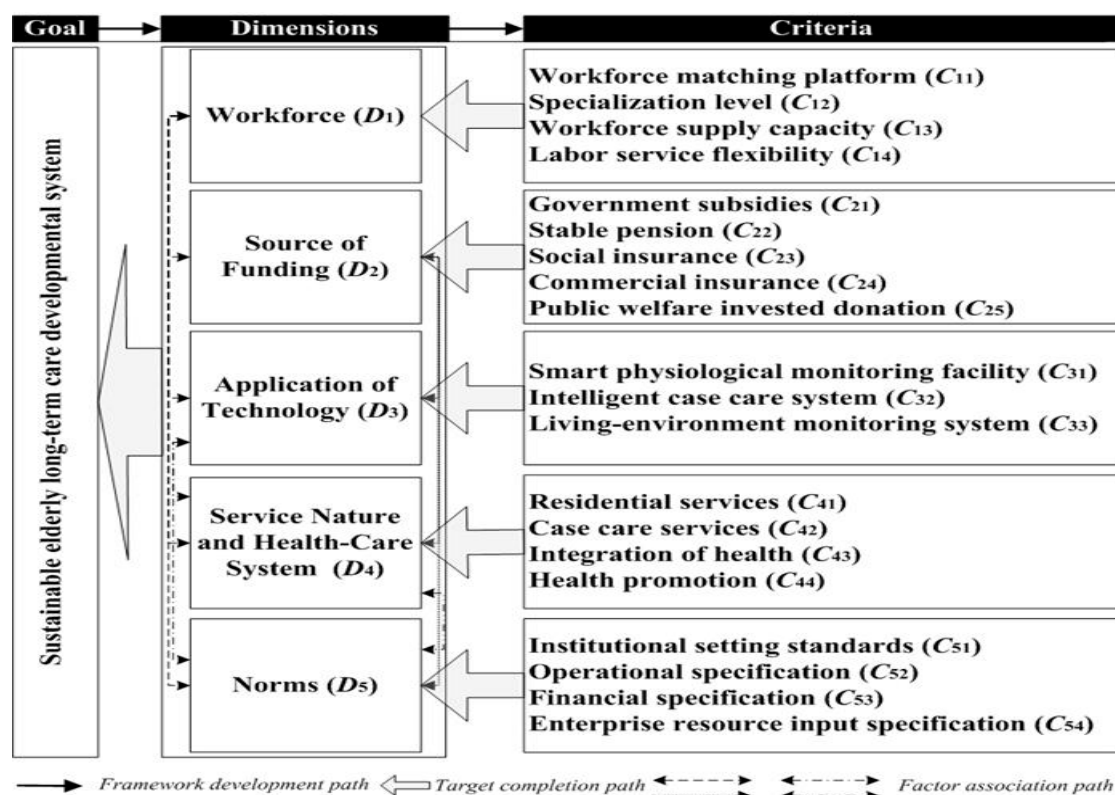 Goal
Dimensions
Criteria
Sustainable elderly long-term care developmental system
Workforce (D1)
Workforce matching platform (C11)
Specialization level (C12)
Workforce supply capacity (C13)
Labor service flexibility (C14)
Source of
Funding (D2)
Government subsidies (C21)
Stable pension (C22)
Social insurance (C23)
Commercial insurance (C24)
Public welfare invested donation (C25)
Application of
Technology (D3)
Smart physiological monitoring facility (C31)
Intelligent case care system (C32)
Living-environment monitoring system (C33)
Service Nature
and Health-Care
System (D4)
Residential services (C41)
Case care services (C42)
Integration of health (C43)
Health promotion (C44)
Norms (D5)
Institutional setting standards (C51)
Operational specification (C52)
Financial specification (C53)
Enterprise resource input specification (C54)
Framework development path
Target completion path
Factor association path